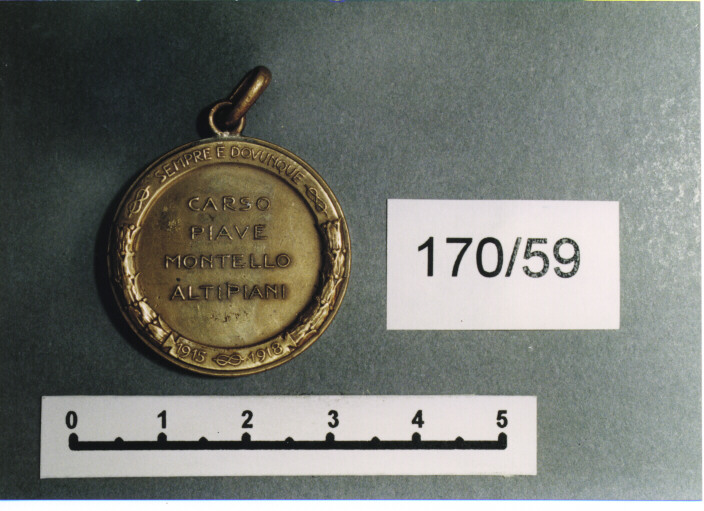 SEMPRE E DOVUNQUE
CARSO
PIAVE
MONTELLO
ALTIPIANI
1915 1918
170/59
0 1 2 3 4 5